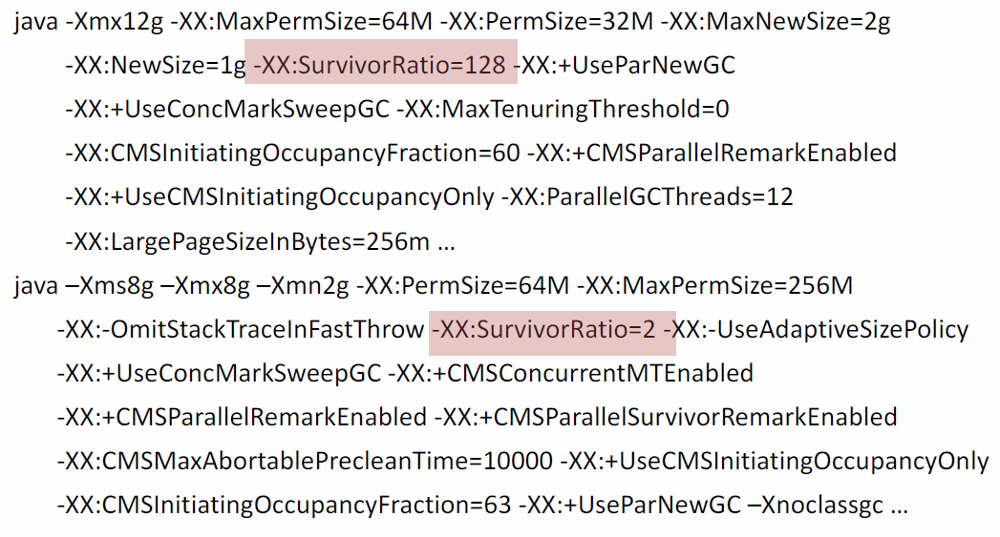 java -Xmx12g -XX:MaxPermSize=64M -XX:PermSize=32M -XX:MaxNewSize=2g
-XX:NewSize=1g -XX:SurvivorRatio=128 -XX:+UseParNewGC
-XX:+UseConcMarkSweepGC -XX:MaxTenuringThreshold=0
-XX:CMSInitiatingOccupancyFraction=60 -XX:+CMSParallelRemarkEnabled
-XX:+UseCMSInitiatingOccupancyOnly -XX:ParallelGCThreads=12
-XX:LargePageSizeInBytes=256m …
java –Xms8g –Xmx8g –Xmn2g -XX:PermSize=64M -XX:MaxPermSize=256M
-XX:-OmitStackTraceInFastThrow -XX:SurvivorRatio=2 -XX:-UseAdaptiveSizePolicy
-XX:+UseConcMarkSweepGC -XX:+CMSConcurrentMTEnabled
-XX:+CMSParallelRemarkEnabled -XX:+CMSParallelSurvivorRemarkEnabled
-XX:CMSMaxAbortablePrecleanTime=10000 -XX:+UseCMSInitiatingOccupancyOnly
-XX:CMSInitiatingOccupancyFraction=63 -XX:+UseParNewGC –Xnoclassgc …